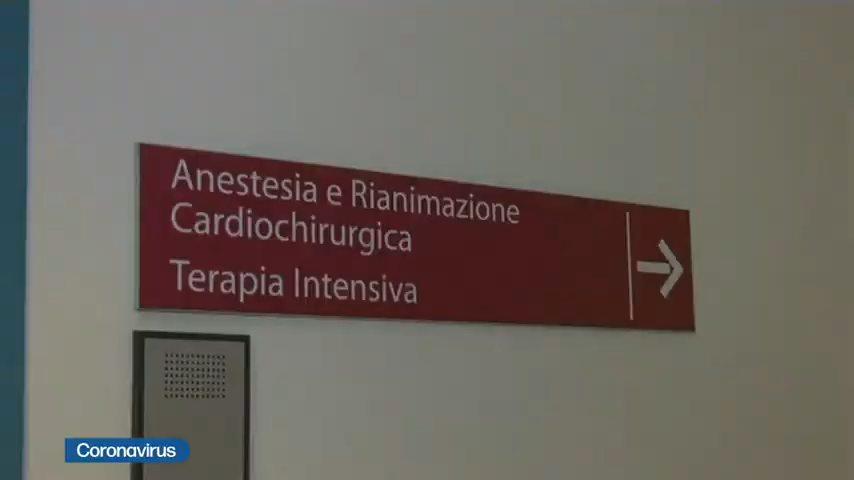 Anestesia e Rianimazione
Cardiochirurgica
Terapia Intensiva
Coronavirus